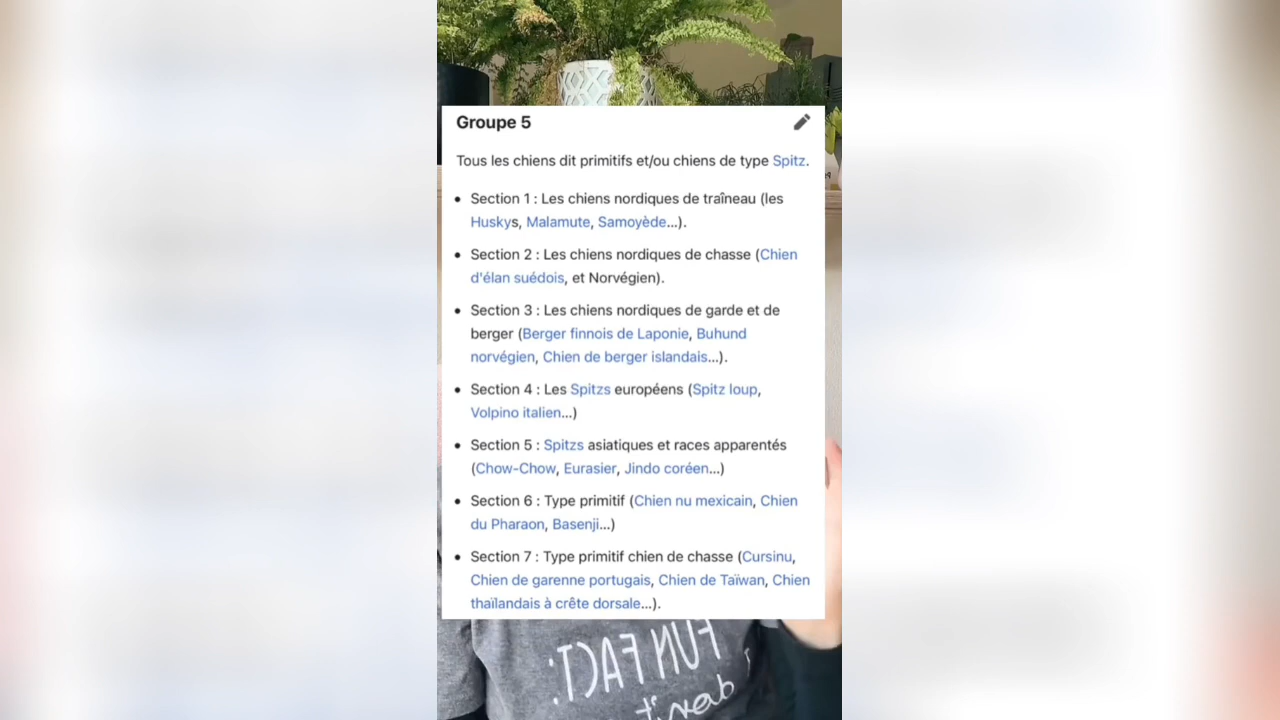 Groupe 5
Tous les chiens dit primitifs et/ou chiens de type Spitz.
• Section 1 : Les chiens nordiques de traîneau (les
Huskys, Malamute, Samoyède...).
• Section 2 : Les chiens nordiques de chasse (Chien
d'élan suédois, et Norvégien).
• Section 3 : Les chiens nordiques de garde et de
berger (Berger finnois de Laponie, Buhund
norvégien, Chien de berger islandais...).
• Section 4 : Les Spitzs européens (Spitz loup,
Volpino italien...)
• Section 5 : Spitzs asiatiques et races apparentés
(Chow-Chow, Eurasier, Jindo coréen...)
• Section 6 : Type primitif (Chien nu mexicain, Chien
du Pharaon, Basenji...)
• Section 7 : Type primitif chien de chasse (Cursinu,
Chien de garenne portugais, Chien de Taïwan, Chien
thaïlandais à crête dorsale...).
FUN FACT: